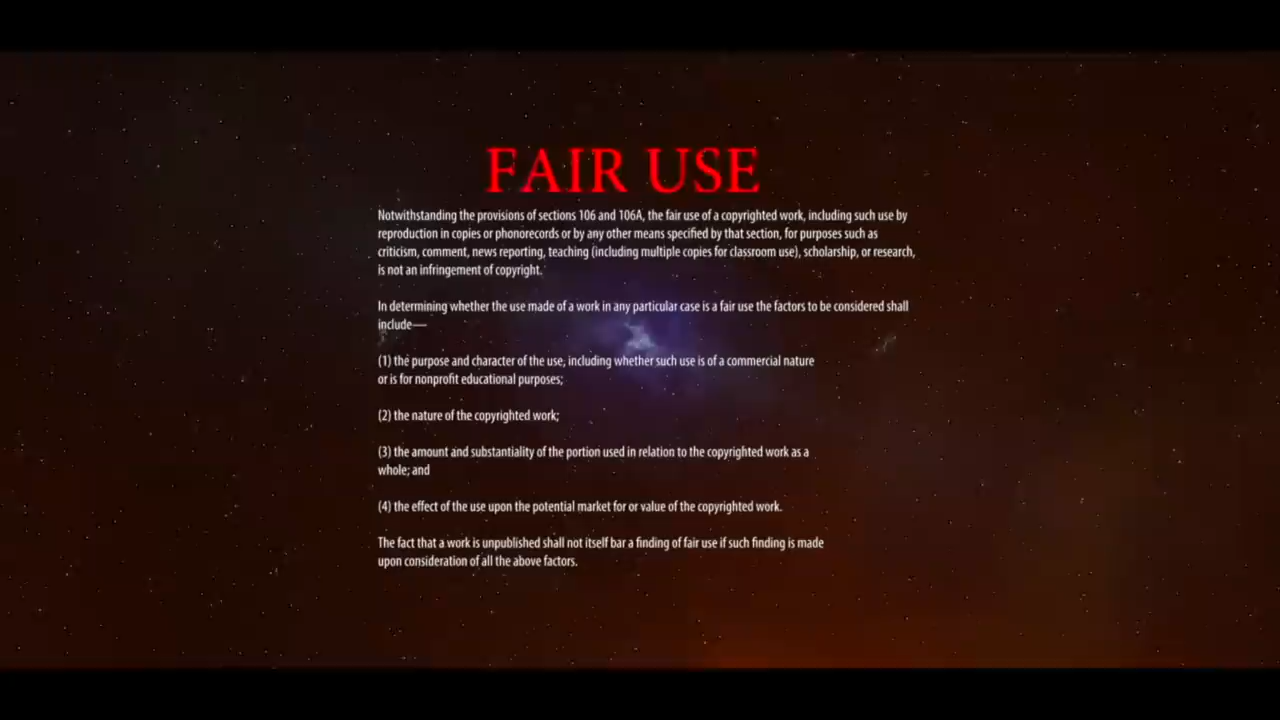 FAIR USE
Notwithstanding the provisions of sections 106 and 106A, the fair use of a copyrighted work, including such use by
reproduction in copies or phonorecords or by any other means specified by that section, for purposes such as
criticism, comment, news reporting, teaching (including multiple copies for classroom use), scholarship, or research,
is not an infringement of copyright.
In determining whether the use made of a work in any particular case is a fair use the factors to be considered shall
include—
(1) the purpose and character of the use, including whether such use is of a commercial nature
or is for nonprofit educational purposes;
(2) the nature of the copyrighted work;
(3) the amount and substantiality of the portion used in relation to the copyrighted work as a
whole; and
(4) the effect of the use upon the potential market for or value of the copyrighted work.
The fact that a work is unpublished shall not itself bar a finding of fair use if such finding is made
upon consideration of all the above factors.